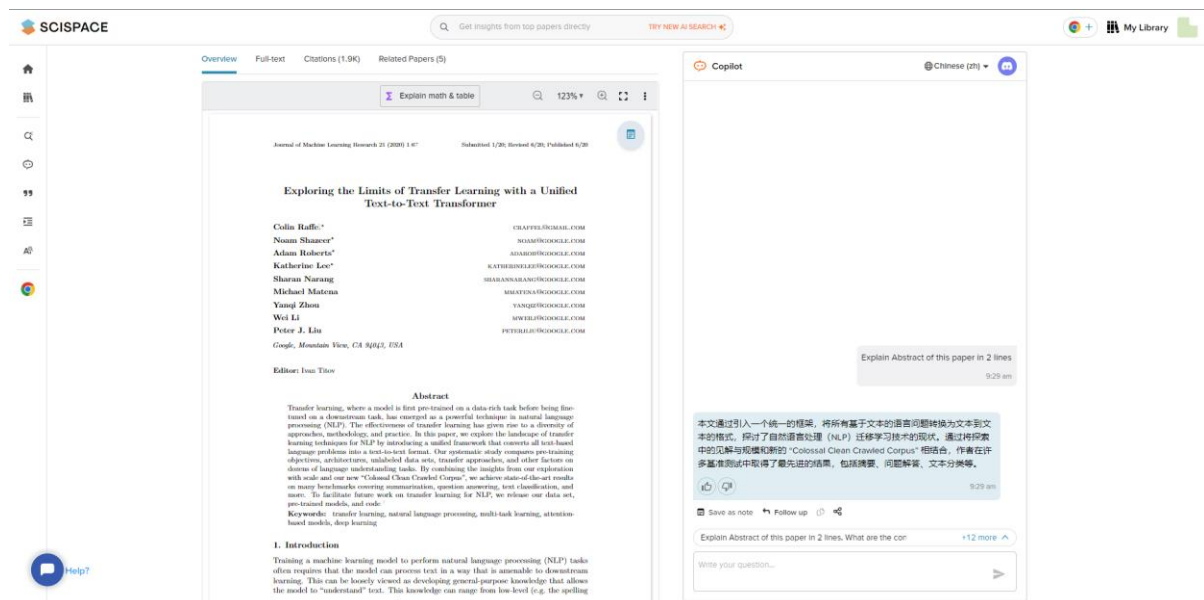 SCISPACE
Get insights from top papers directly
TRY NEW AI SEARCH
My Library
Overview
Full-text
Citations (1.9K)
Related Papers (5)
Explain math & table
123%
Journal of Machine Learning Research 21 (2020) 1-67
Submitted 1/20; Revised 6/20; Published 6/20
Exploring the Limits of Transfer Learning with a Unified
Text-to-Text Transformer
Colin Raffel* CRAFFEL@GMAIL.COM
Noam Shazeer* NOAM@GOOGLE.COM
Adam Roberts* ADAROB@GOOGLE.COM
Katherine Lee* KATHERINELEE@GOOGLE.COM
Sharan Narang SHARANNARANG@GOOGLE.COM
Michael Matena MMATENA@GOOGLE.COM
Yanqi Zhou YANQIZ@GOOGLE.COM
Wei Li MWEILI@GOOGLE.COM
Peter J. Liu PETERJLIU@GOOGLE.COM
Google, Mountain View, CA 94043, USA
Editor: Ivan Titov
Abstract
Transfer learning, where a model is first pre-trained on a data-rich task before being fine-
tuned on a downstream task, has emerged as a powerful technique in natural language
processing (NLP). The effectiveness of transfer learning has given rise to a diversity of
approaches, methodology, and practice. In this paper, we explore the landscape of transfer
learning techniques for NLP by introducing a unified framework that converts all text-based
language problems into a text-to-text format. Our systematic study compares pre-training
objectives, architectures, unlabeled data sets, transfer approaches, and other factors on
dozens of language understanding tasks. By combining the insights from our exploration
with scale and our new "Colossal Clean Crawled Corpus", we achieve state-of-the-art results
on many benchmarks covering summarization, question answering, text classification, and
more. To facilitate future work on transfer learning for NLP, we release our data set,
pre-trained models, and code
Keywords: transfer learning, natural language processing, multi-task learning, attention-
based models, deep learning
1. Introduction
Training a machine learning model to perform natural language processing (NLP) tasks
often requires that the model can process text in a way that is amenable to downstream
learning. This can be loosely viewed as developing general-purpose knowledge that allows
the model to "understand" text. This knowledge can range from low-level (e.g. the spelling
Help?
Copilot
Chinese (zh)
Explain Abstract of this paper in 2 lines
9:29 am
本文通过引入一个统一的框架，将所有基于文本的语言问题转换为文本到文
本的格式，探讨了自然语言处理（NLP）迁移学习技术的现状。通过将探索
中的见解与规模和新的 "Colossal Clean Crawled Corpus" 相结合，作者在许
多基准测试中取得了最先进的结果，包括摘要、问题解答、文本分类等。
9:29 am
Save as note
Follow up
Explain Abstract of this paper in 2 lines, What are the con
+12 more
Write your question...